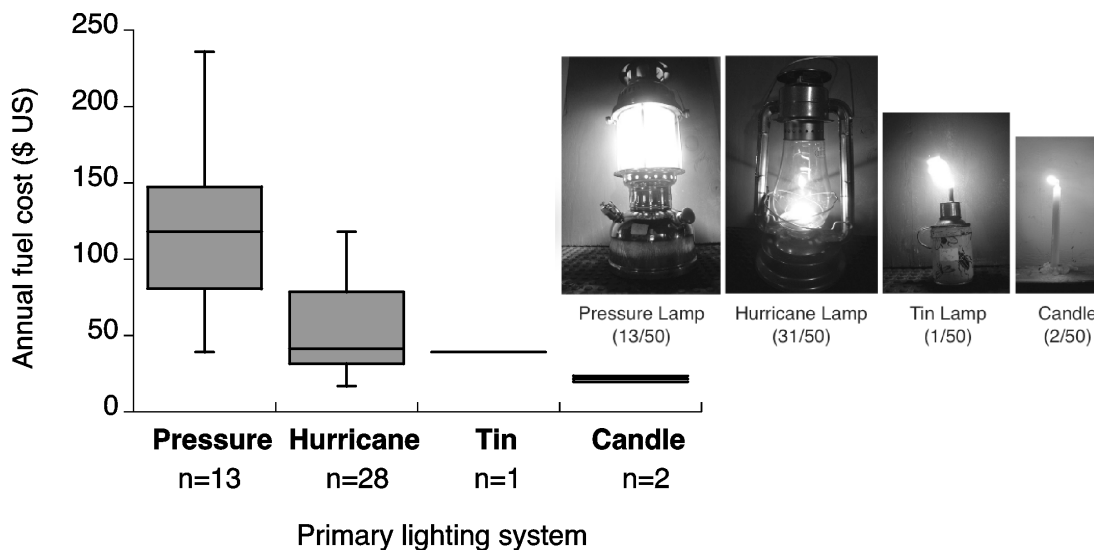 250
200
150
100
50
0
Annual fuel cost ($ US)
Pressure Lamp
(13/50)
Hurricane Lamp
(31/50)
Tin Lamp
(1/50)
Candle
(2/50)
Pressure Hurricane Tin Candle
n=13 n=28 n=1 n=2
Primary lighting system